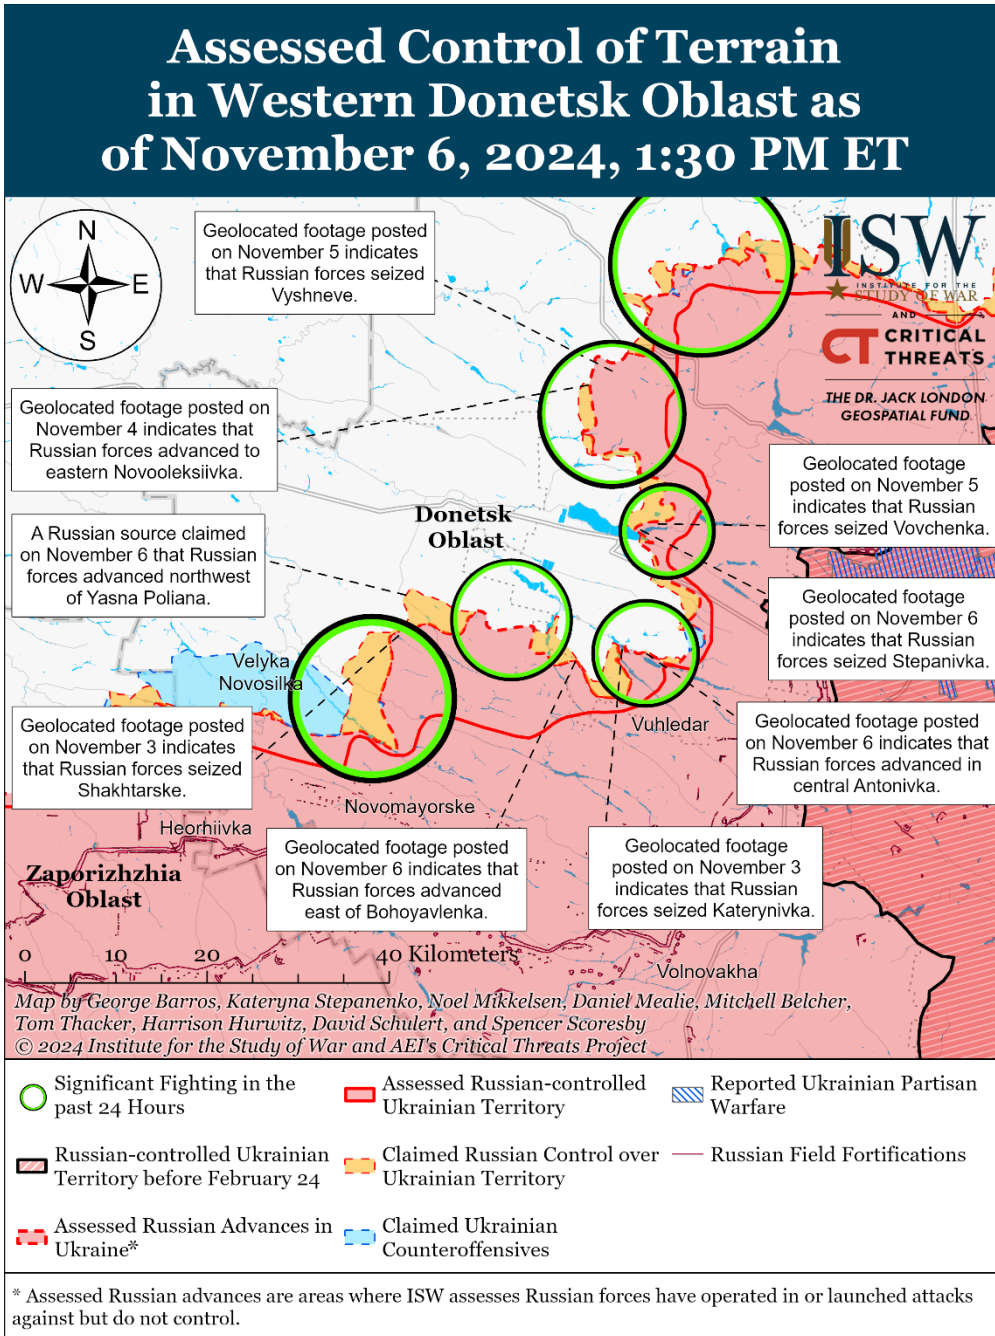 Assessed Control of Terrain
in Western Donetsk Oblast as
of November 6, 2024, 1:30 PM ET
N
W
E
S
Geolocated footage posted
on November 5 indicates
that Russian forces seized
Vyshneve.
ISW
INSTITUTE FOR THE
STUDY OF WAR
AND
CT CRITICAL
THREATS
THE DR. JACK LONDON
GEOSPATIAL FUND
Geolocated footage posted on
November 4 indicates that
Russian forces advanced to
eastern Novooleksiivka.
Geolocated footage
posted on November 5
indicates that Russian
forces seized Vovchenka.
A Russian source claimed
on November 6 that Russian
forces advanced northwest
of Yasna Poliana.
Donetsk
Oblast
Geolocated footage
posted on November 6
indicates that Russian
forces seized Stepanivka.
Velyka
Novosilka
Geolocated footage posted
on November 3 indicates
that Russian forces seized
Shakhtarske.
Vuhledar
Geolocated footage posted
on November 6 indicates that
Russian forces advanced in
central Antonivka.
Novomayorske
Heorhiivka
Geolocated footage posted
on November 6 indicates that
Russian forces advanced
east of Bohoyavlenka.
Geolocated footage
posted on November 3
indicates that Russian
forces seized Katerynivka.
Zaporizhzhia
Oblast
0 10 20 40 Kilometers
Volnovakha
Map by George Barros, Kateryna Stepanenko, Noel Mikkelsen, Daniel Mealie, Mitchell Belcher,
Tom Thacker, Harrison Hurwitz, David Schulert, and Spencer Scoresby
© 2024 Institute for the Study of War and AEI's Critical Threats Project
Significant Fighting in the
past 24 Hours
Assessed Russian-controlled
Ukrainian Territory
Reported Ukrainian Partisan
Warfare
Russian-controlled Ukrainian
Territory before February 24
Claimed Russian Control over
Ukrainian Territory
Russian Field Fortifications
Assessed Russian Advances in
Ukraine*
Claimed Ukrainian
Counteroffensives
* Assessed Russian advances are areas where ISW assesses Russian forces have operated in or launched attacks
against but do not control.